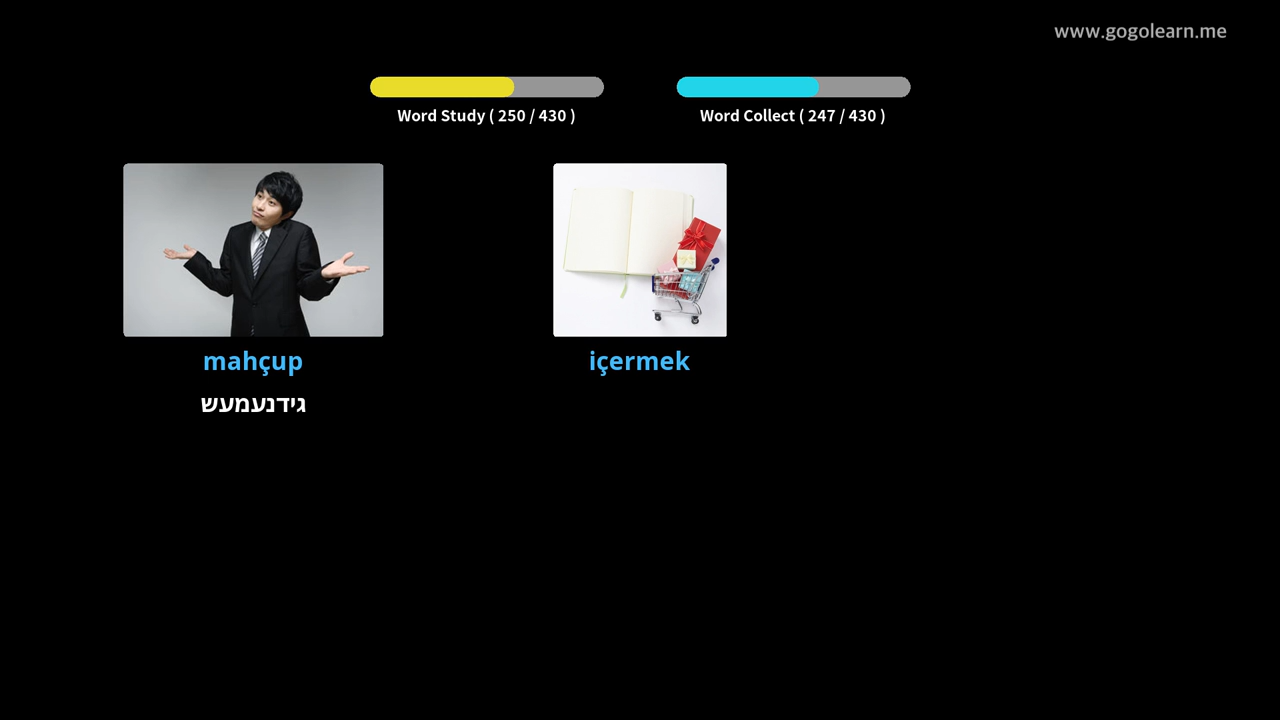 www.gogolearn.me
Word Study ( 250 / 430 )
Word Collect ( 247 / 430 )
mahçup
içermek
גידנעמעש